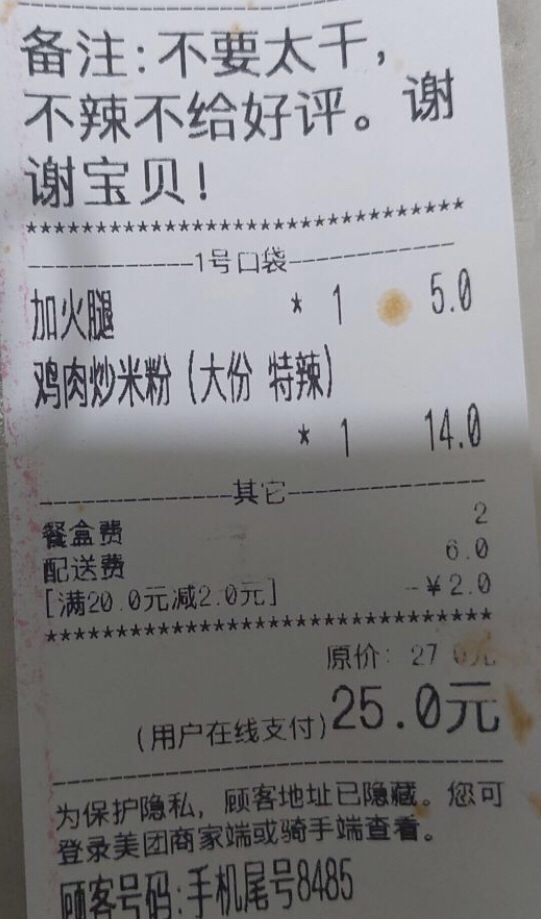 备注:不要太干,
不辣不给好评。谢
谢宝贝!
********************************
------------1号口袋------------
加火腿 * 1 5.0
鸡肉炒米粉(大份 特辣)
* 1 14.0
--------------其它--------------
餐盒费 2
配送费 6.0
[满20.0元减2.0元] -￥2.0
********************************
原价: 27.0元
(用户在线支付)25.0元
--------------------------------
为保护隐私,顾客地址已隐藏。您可
登录美团商家端或骑手端查看。
顾客号码:手机尾号8485